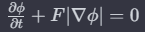 ∂ϕ/∂t + F|∇ϕ| = 0